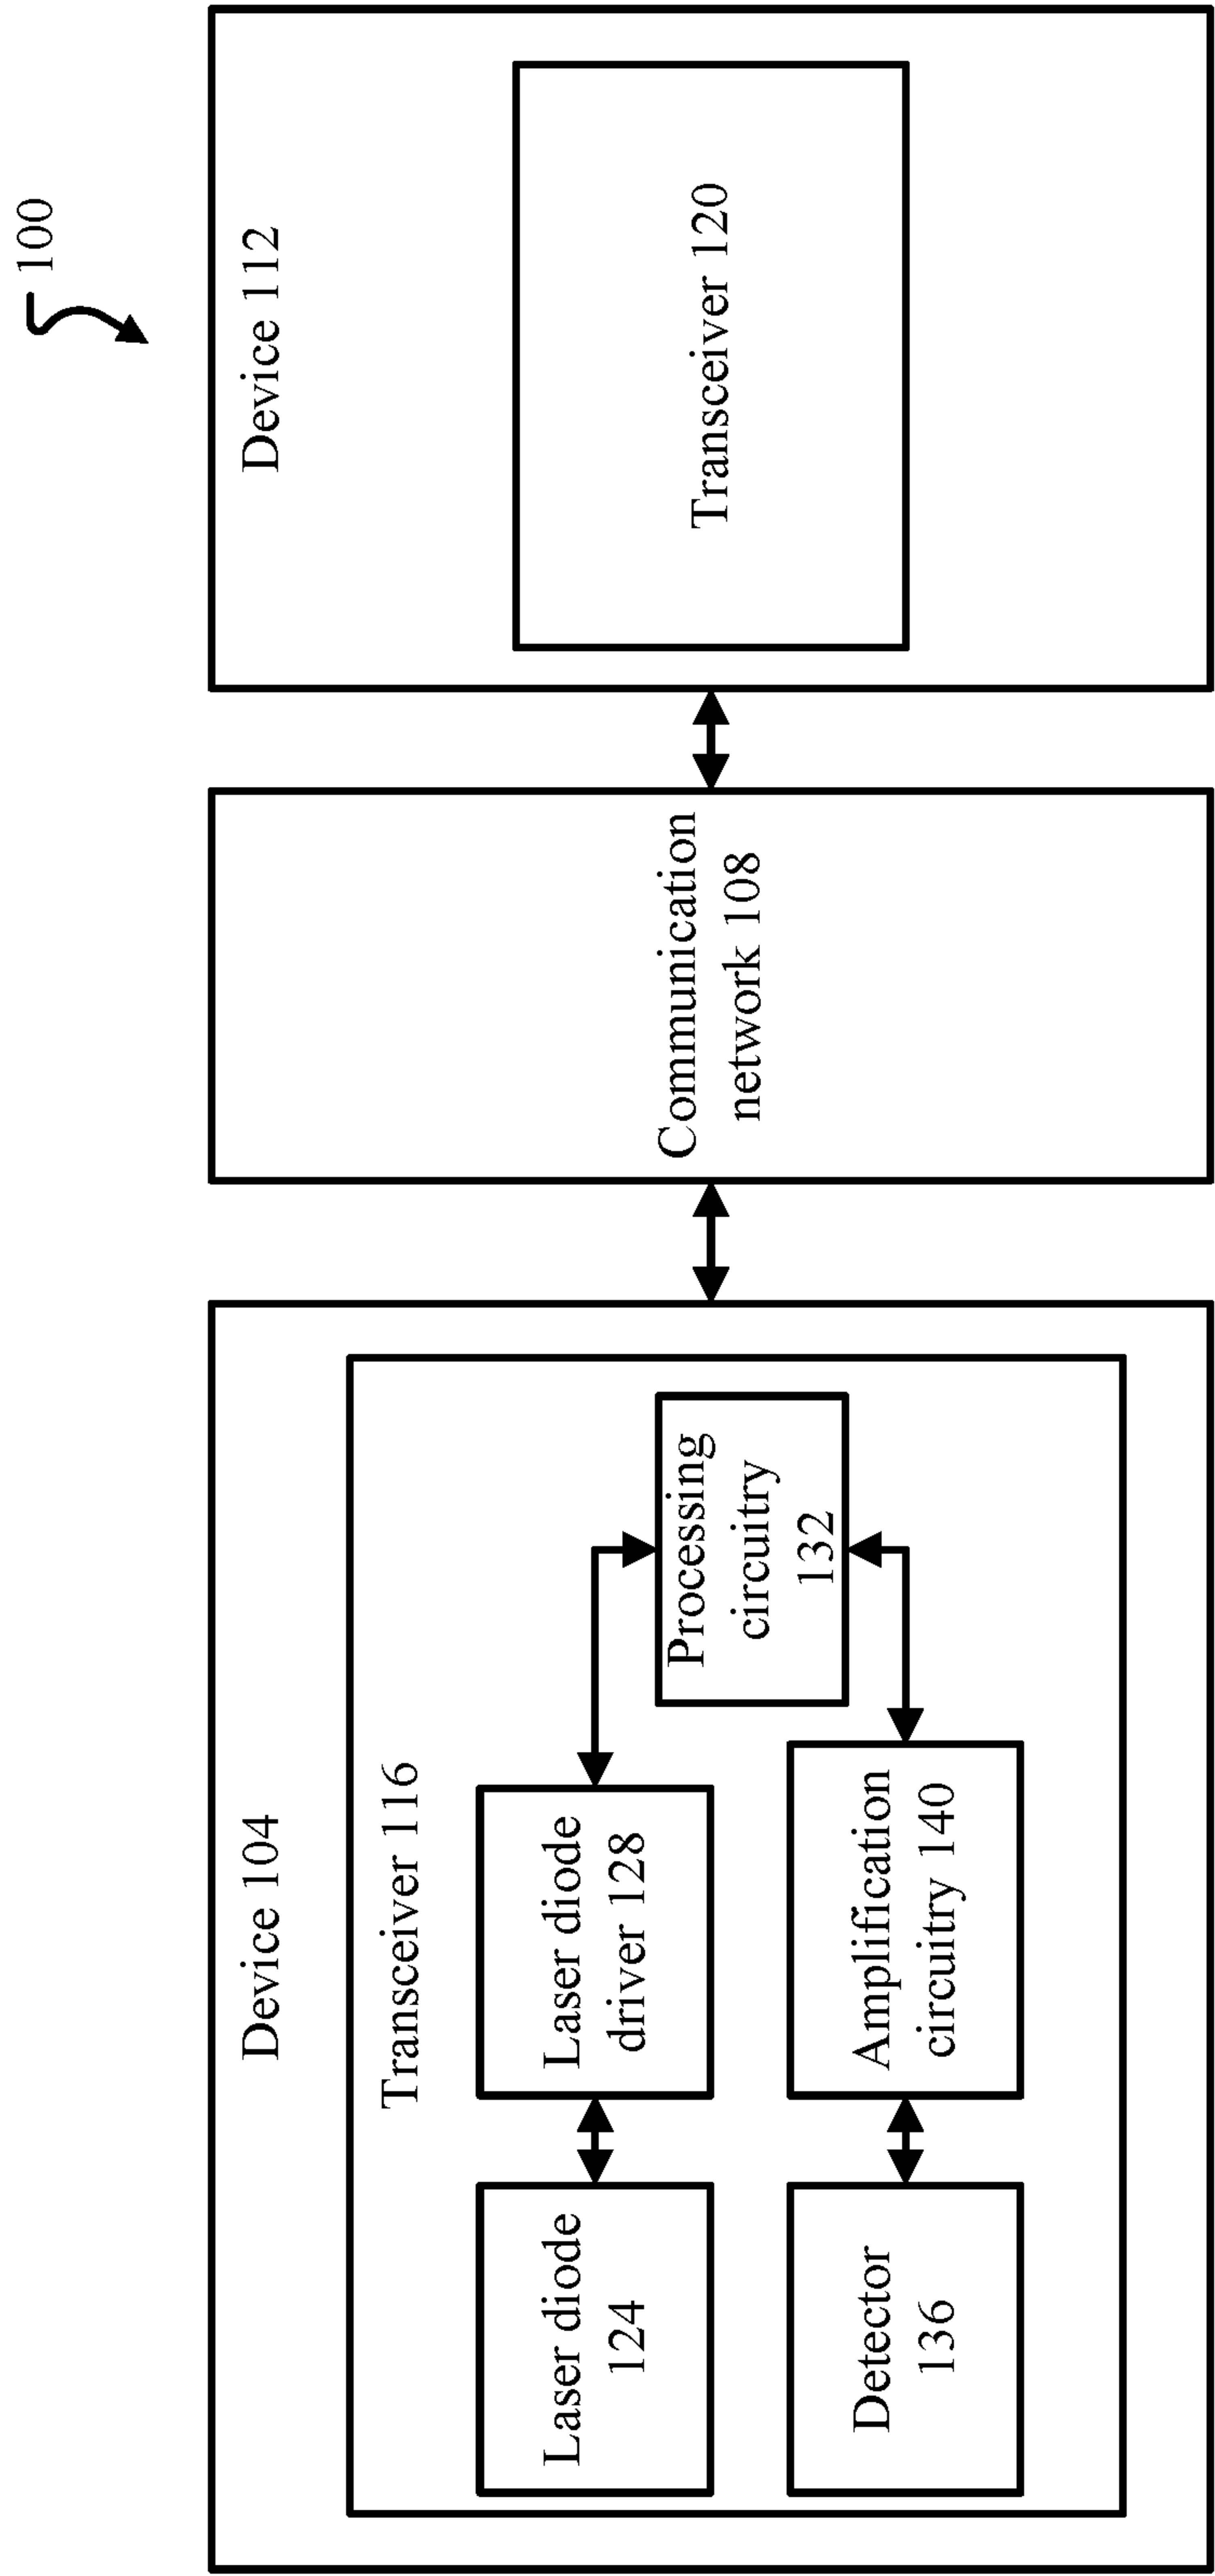 100
Device 104
Transceiver 116
Laser diode
124
Laser diode
driver 128
Processing
circuitry
132
Detector
136
Amplification
circuitry 140
Communication
network 108
Device 112
Transceiver 120